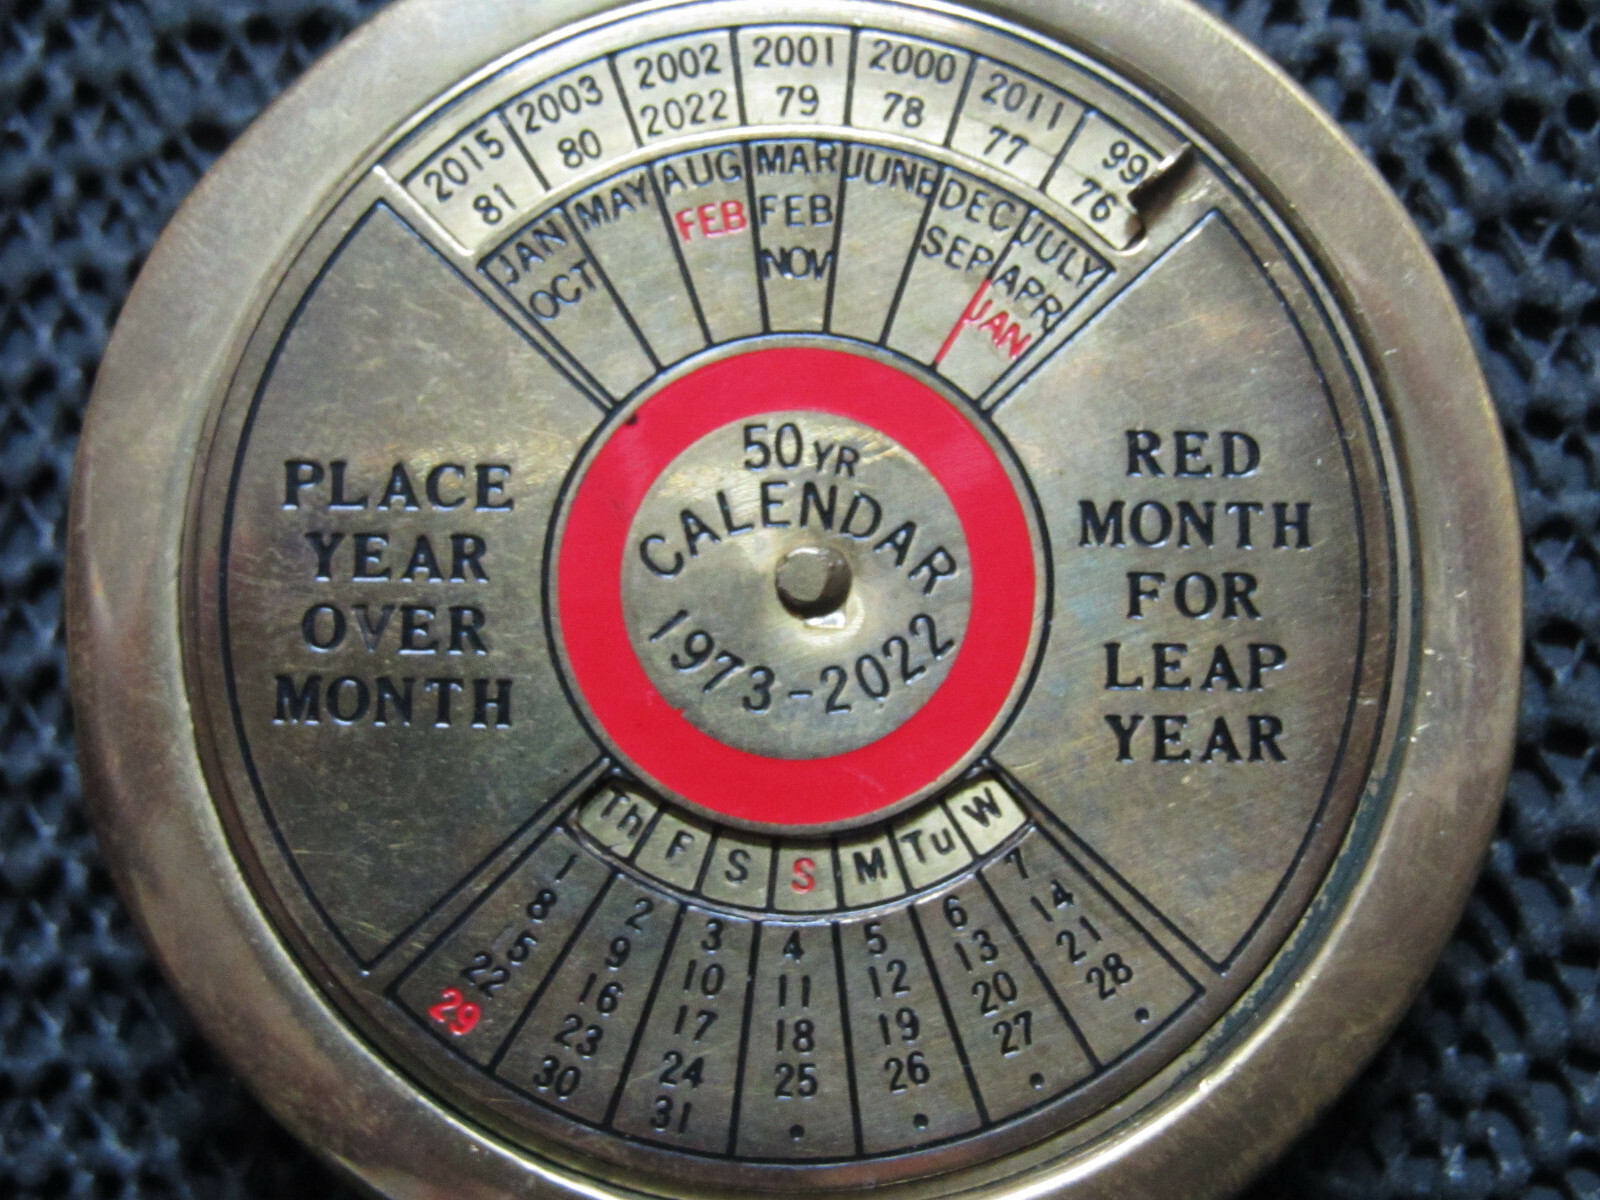 2015 2003 2002 2001 2000 2011 99
81 80 2022 79 78 77 76
JAN MAY AUG MAR JUNE DEC JULY
OCT FEB FEB SEP APR
NOV JAN
PLACE
YEAR
OVER
MONTH
50 YR
CALENDAR
1973-2022
RED
MONTH
FOR
LEAP
YEAR
Th F S S M Tu W
1 2 3 4 5 6 7
8 9 10 11 12 13 14
15 16 17 18 19 20 21
22 23 24 25 26 27 28
29 30 31